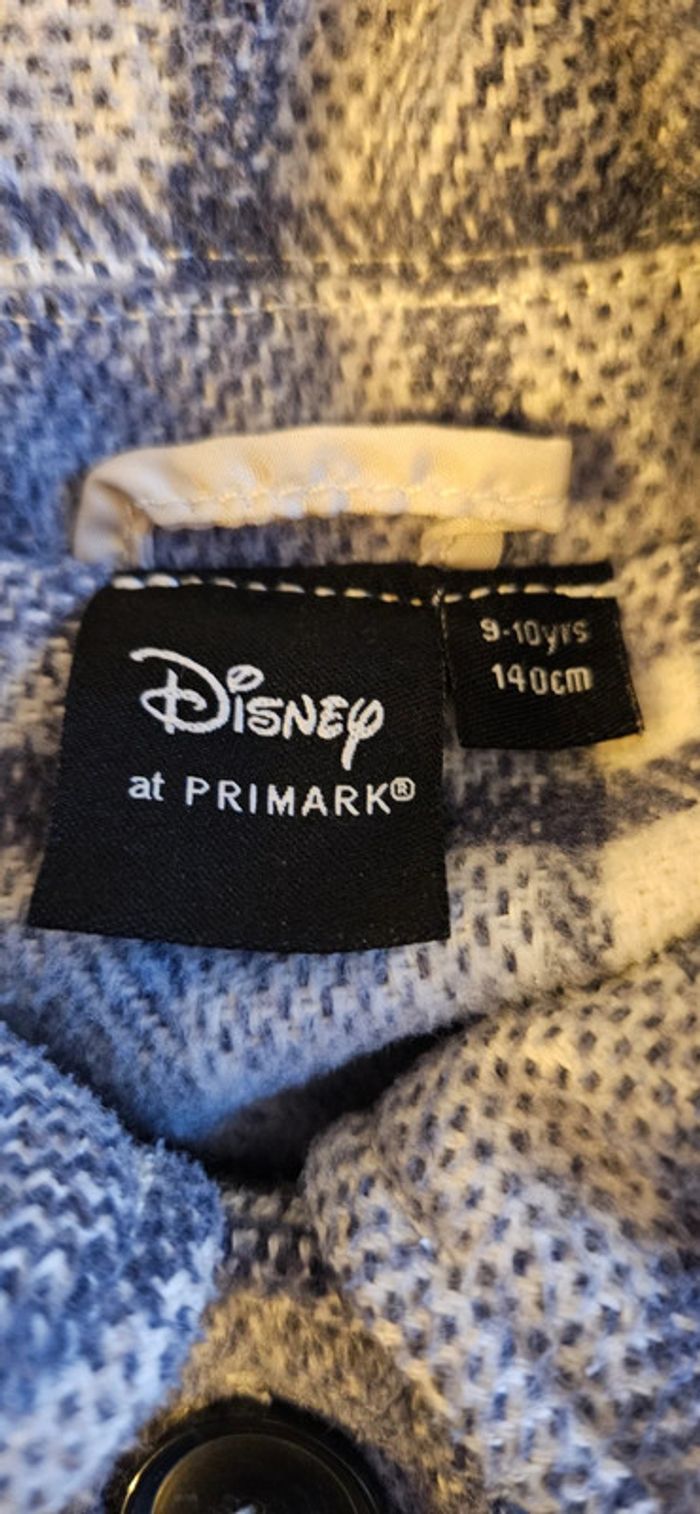 Disney
at PRIMARK®
9-10yrs
140cm